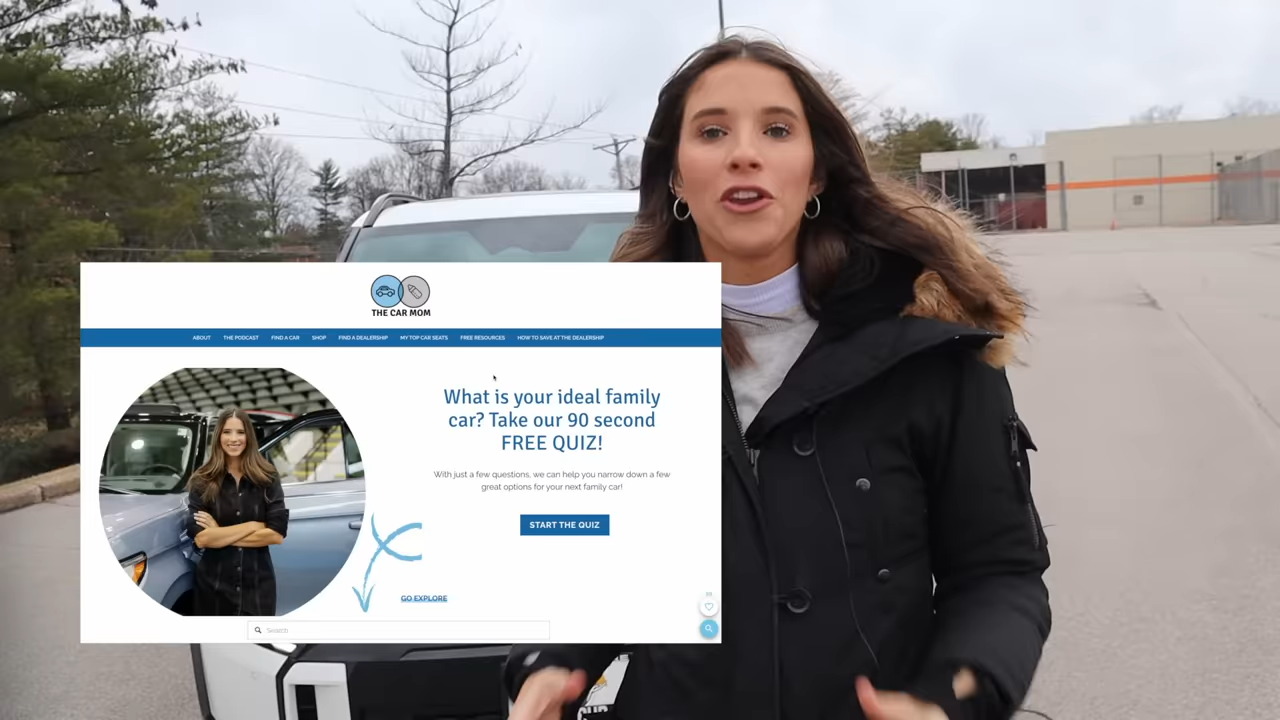 THE CAR MOM
ABOUT THE PODCAST FIND A CAR SHOP FIND A DEALERSHIP MY TOP CAR SEATS FREE RESOURCES HOW TO SAVE AT THE DEALERSHIP
What is your ideal family
car? Take our 90 second
FREE QUIZ!
With just a few questions, we can help you narrow down a few
great options for your next family car!
START THE QUIZ
GO EXPLORE
Search